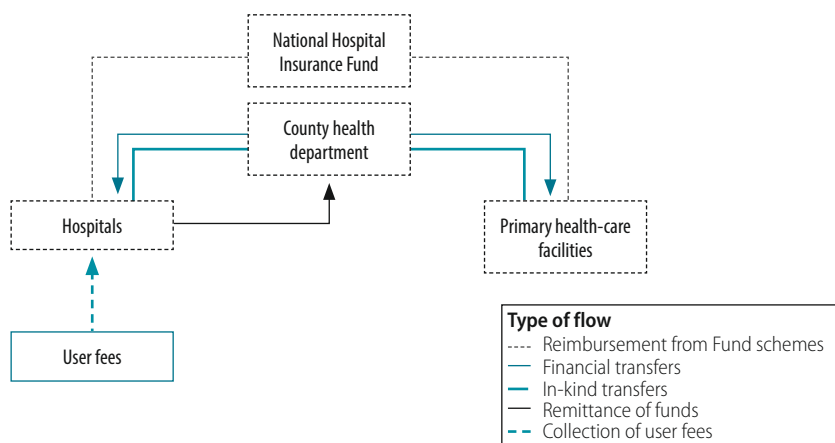 National Hospital
Insurance Fund
County health
department
Hospitals
Primary health-care
facilities
User fees
Type of flow
Reimbursement from Fund schemes
Financial transfers
In-kind transfers
Remittance of funds
Collection of user fees